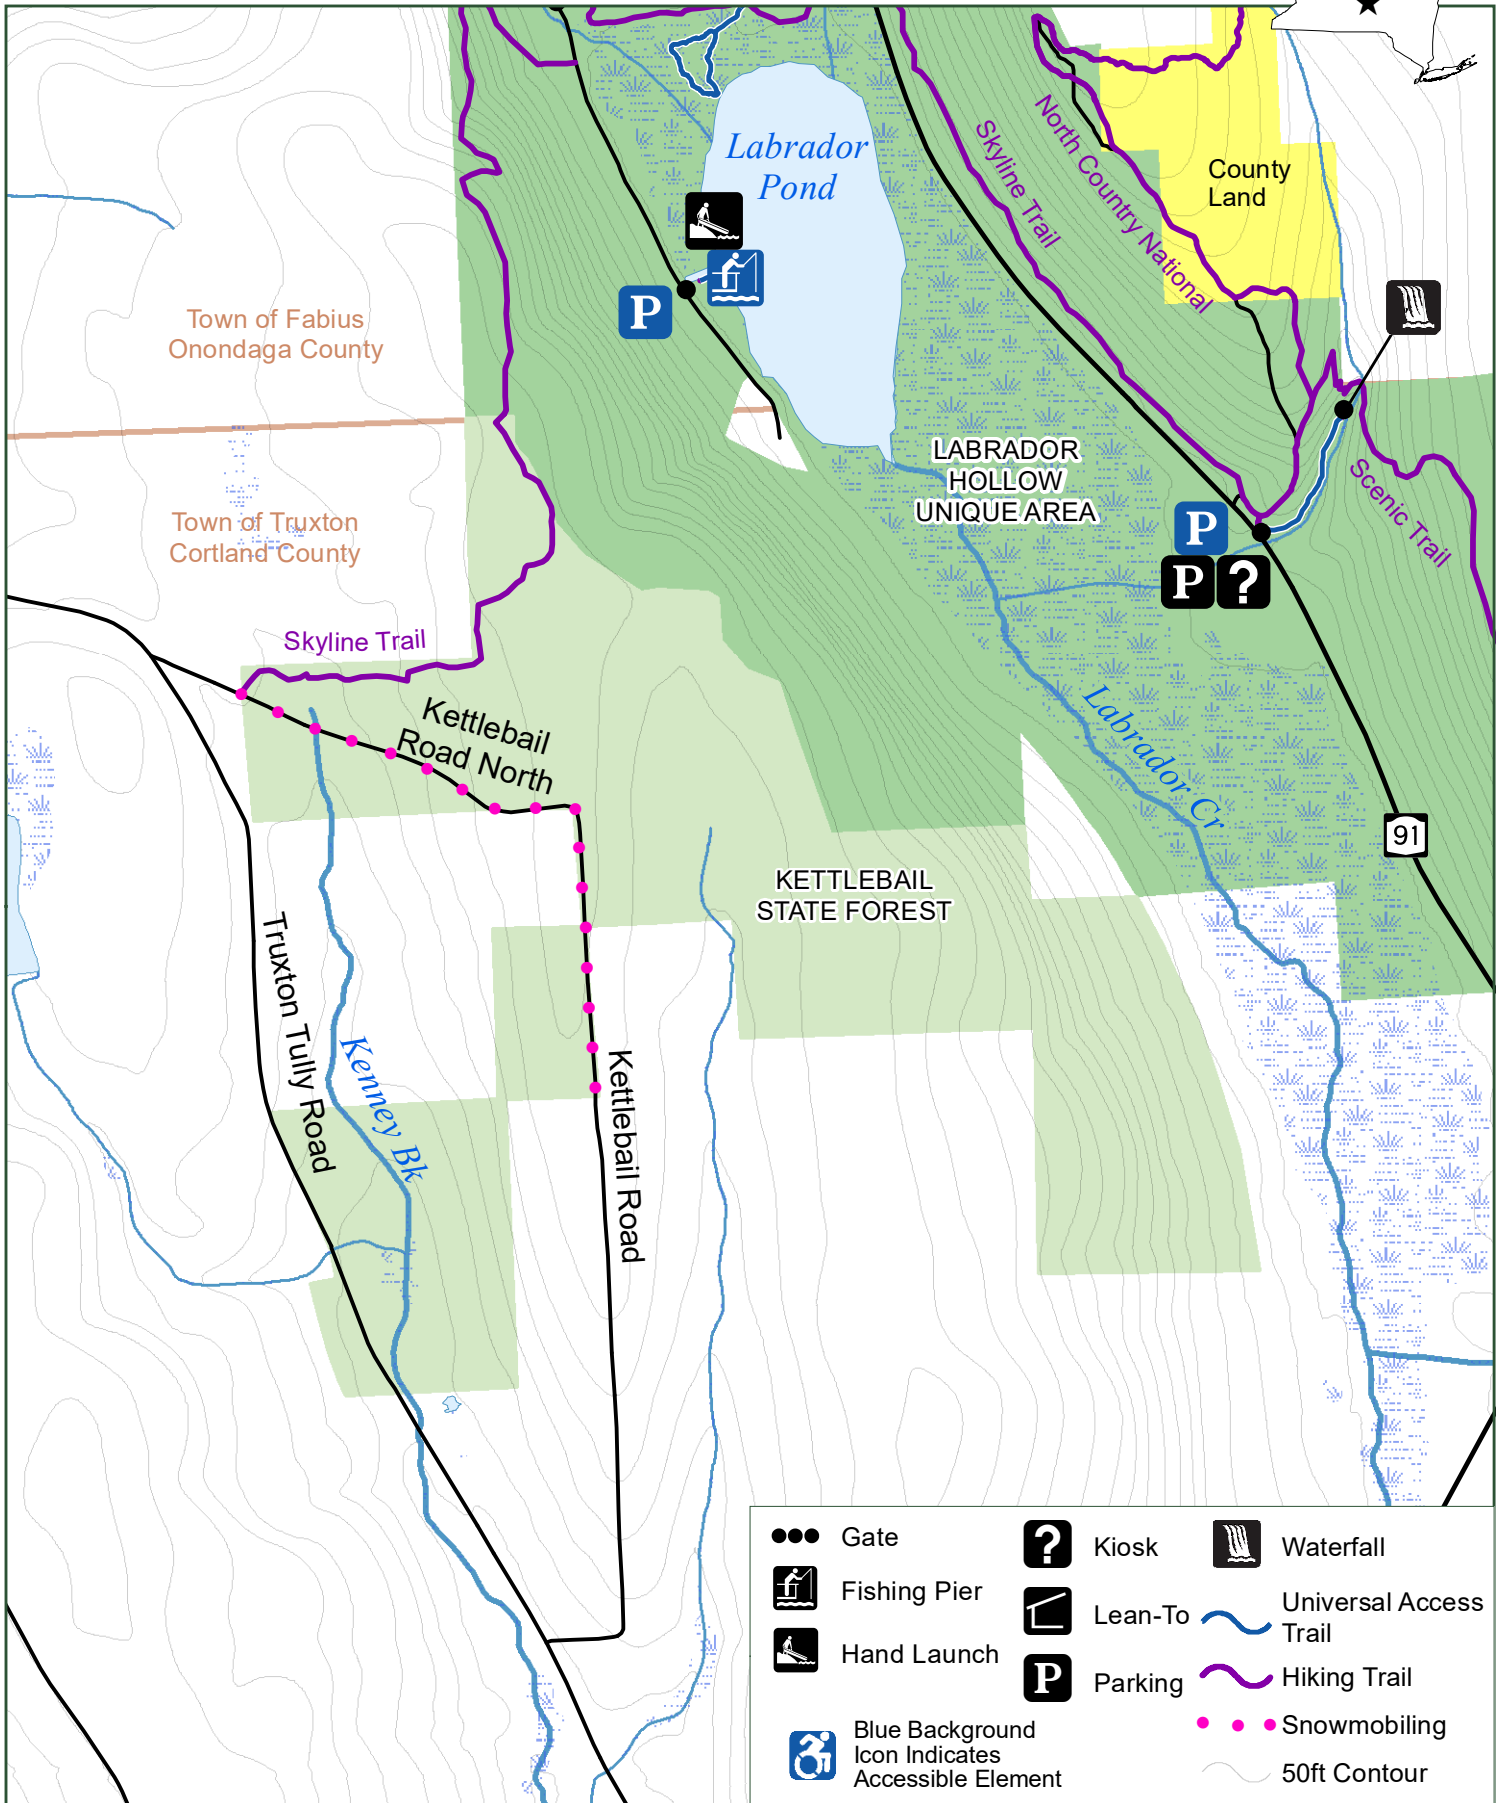 Labrador
Pond
Skyline Trail
North Country National
County
Land
P
Town of Fabius
Onondaga County
LABRADOR
HOLLOW
UNIQUE AREA
Scenic Trail
P
P ?
Town of Truxton
Cortland County
Skyline Trail
Kettlebail
Road North
Labrador Cr
91
KETTLEBAIL
STATE FOREST
Truxton Tully Road
Kenney Bk
Kettlebail Road
Gate
Fishing Pier
Hand Launch
? Kiosk
Lean-To
P Parking
Waterfall
Universal Access
Trail
Hiking Trail
Snowmobiling
50ft Contour
Blue Background
Icon Indicates
Accessible Element